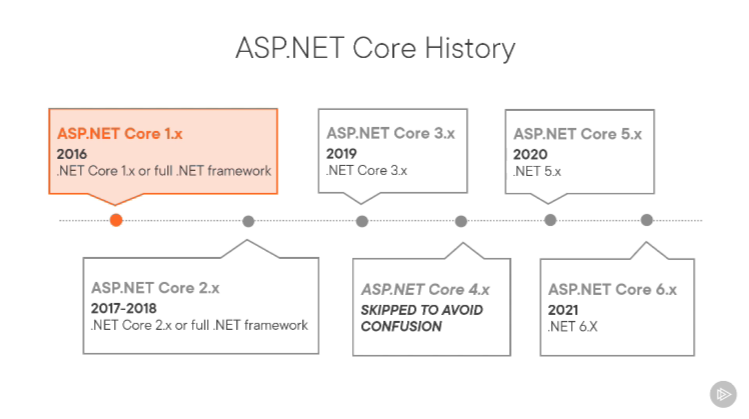 ASP.NET Core History
ASP.NET Core 1.x
2016
.NET Core 1.x or full .NET framework
ASP.NET Core 3.x
2019
.NET Core 3.x
ASP.NET Core 5.x
2020
.NET 5.x
ASP.NET Core 2.x
2017-2018
.NET Core 2.x or full .NET framework
ASP.NET Core 4.x
SKIPPED TO AVOID
CONFUSION
ASP.NET Core 6.x
2021
.NET 6.X